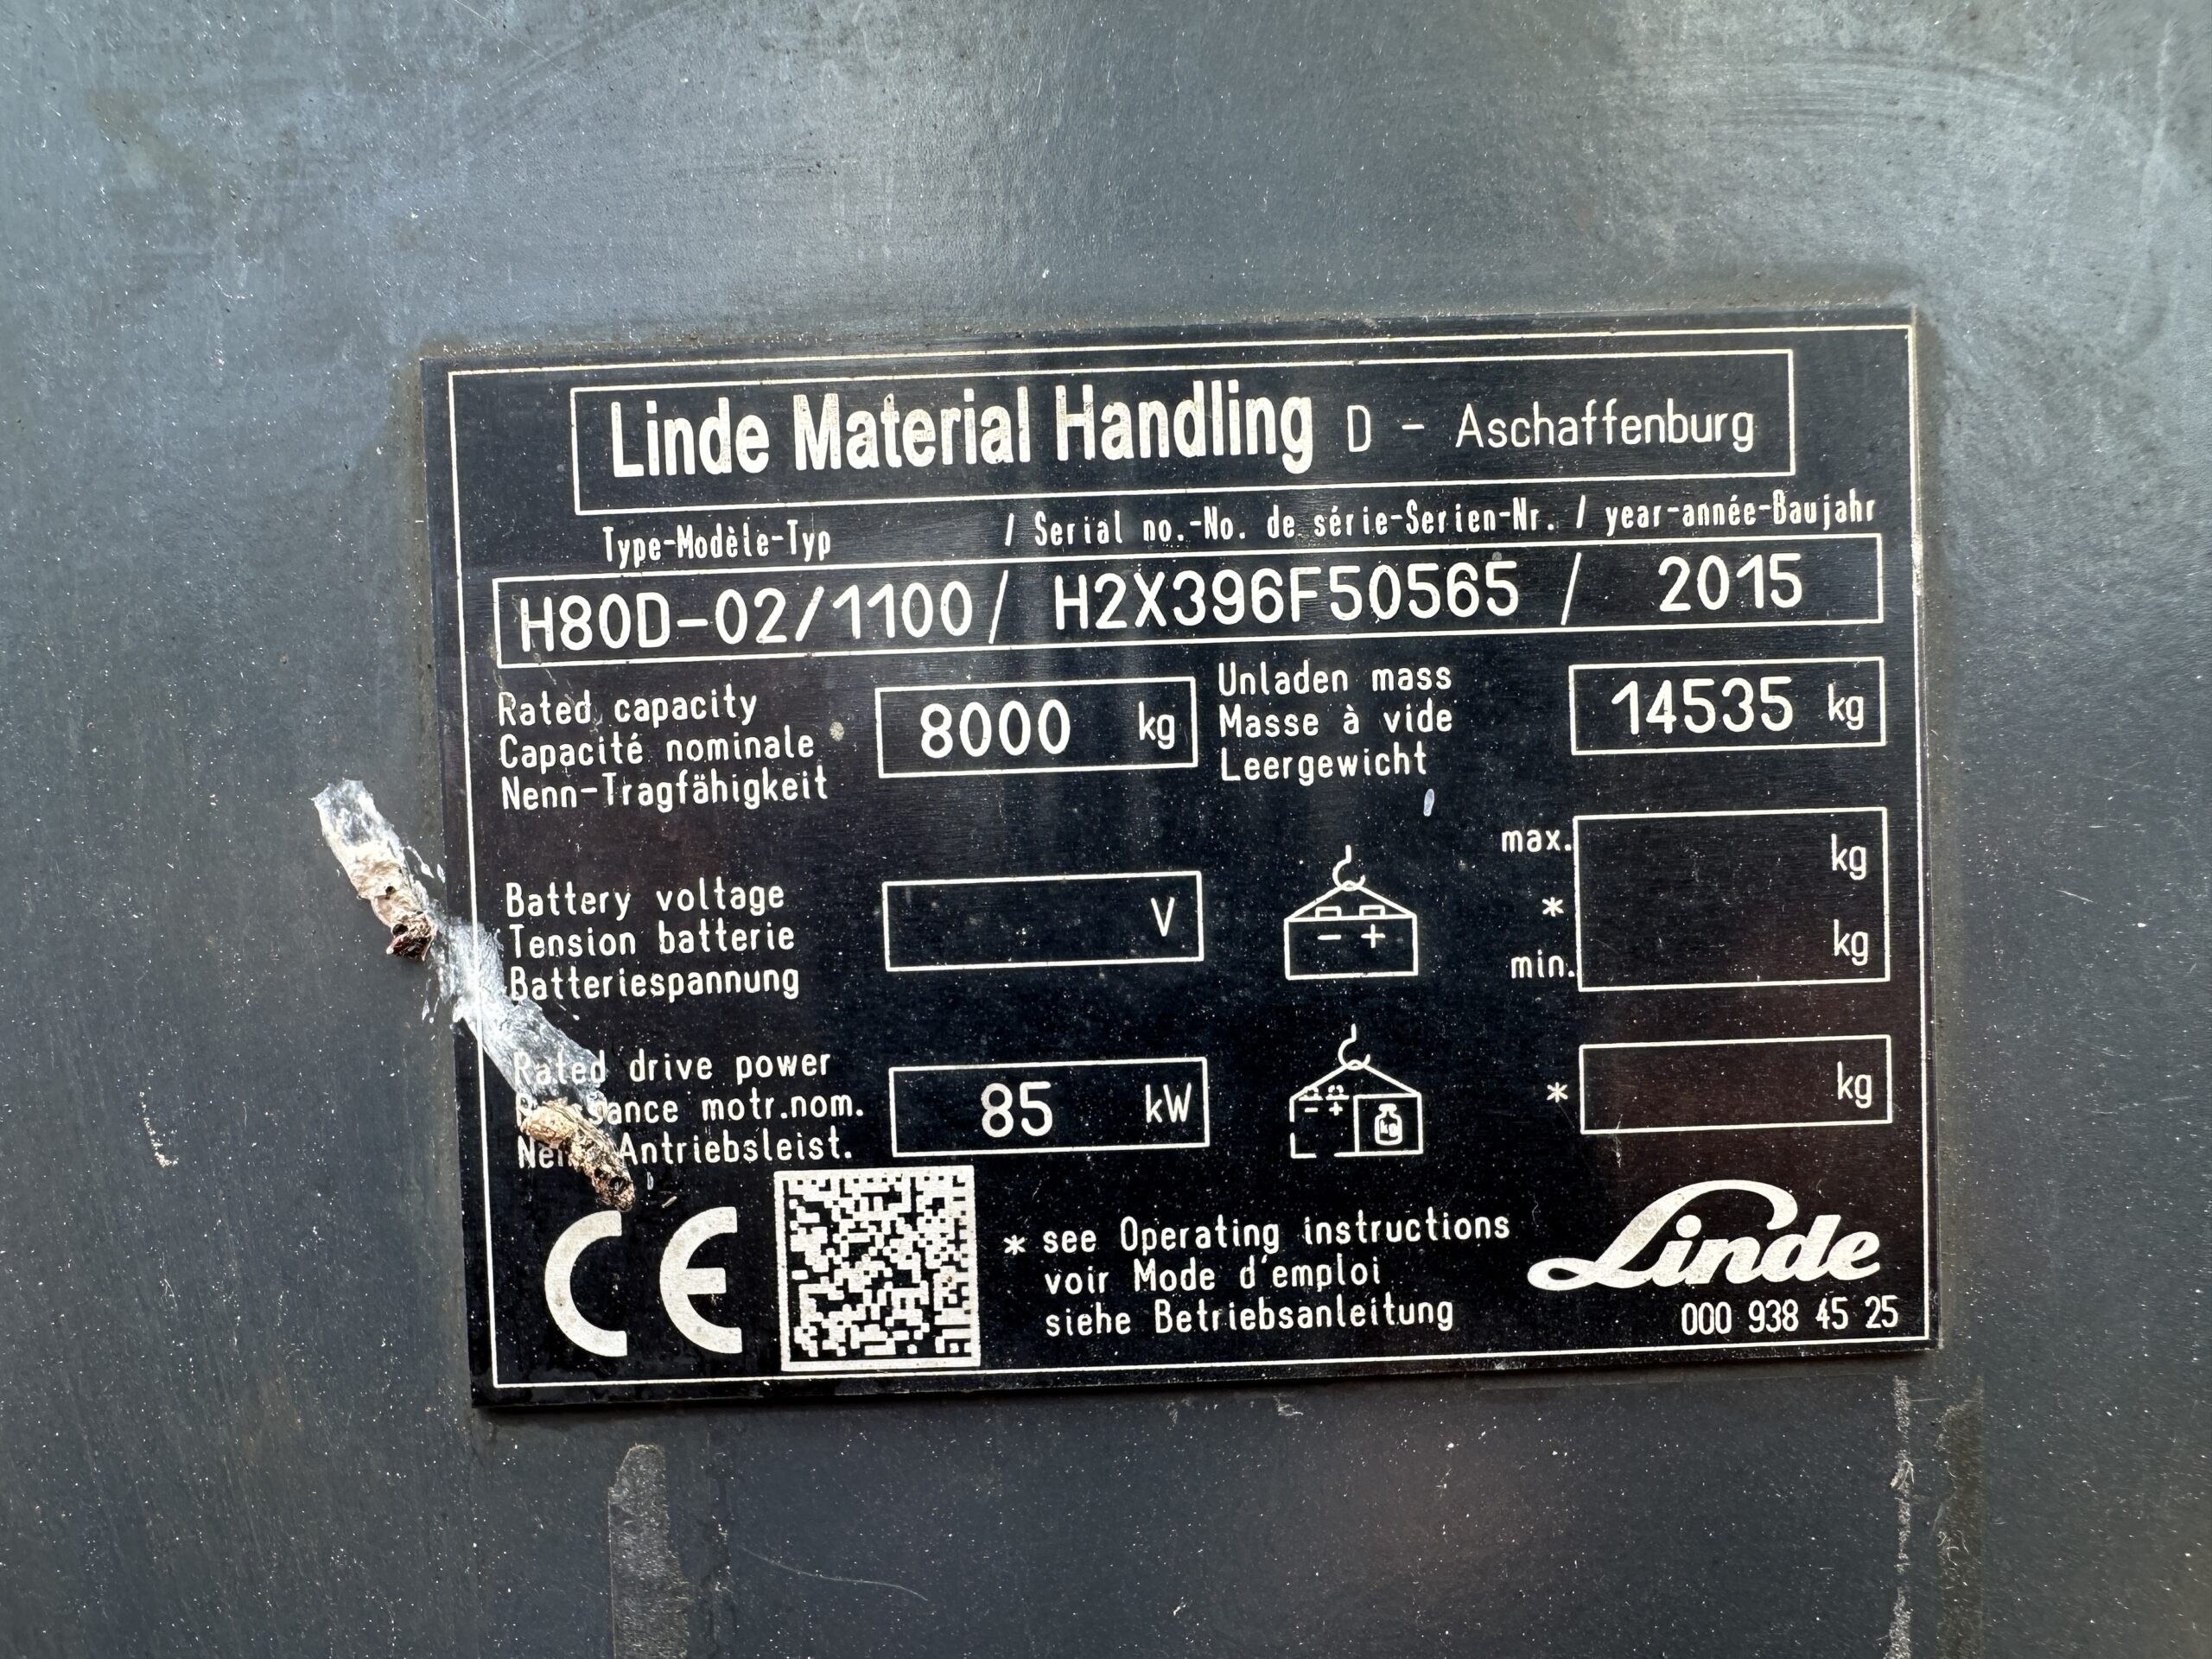 Linde Material Handling D - Aschaffenburg
Type-Modèle-Typ / Serial no.-No. de série-Serien-Nr. / year-année-Baujahr
H80D-02/1100 / H2X396F50565 / 2015
Rated capacity
Capacité nominale
Nenn-Tragfähigkeit
8000 kg
Unladen mass
Masse à vide
Leergewicht
14535 kg
Battery voltage
Tension batterie
Batteriespannung
V
- +
max.
*
min.
kg
kg
Rated drive power
motr.nom.
Antriebsleist.
85 kW
- +
kg
*
kg
CE
* see Operating instructions
voir Mode d'emploi
siehe Betriebsanleitung
Linde
000 938 45 25